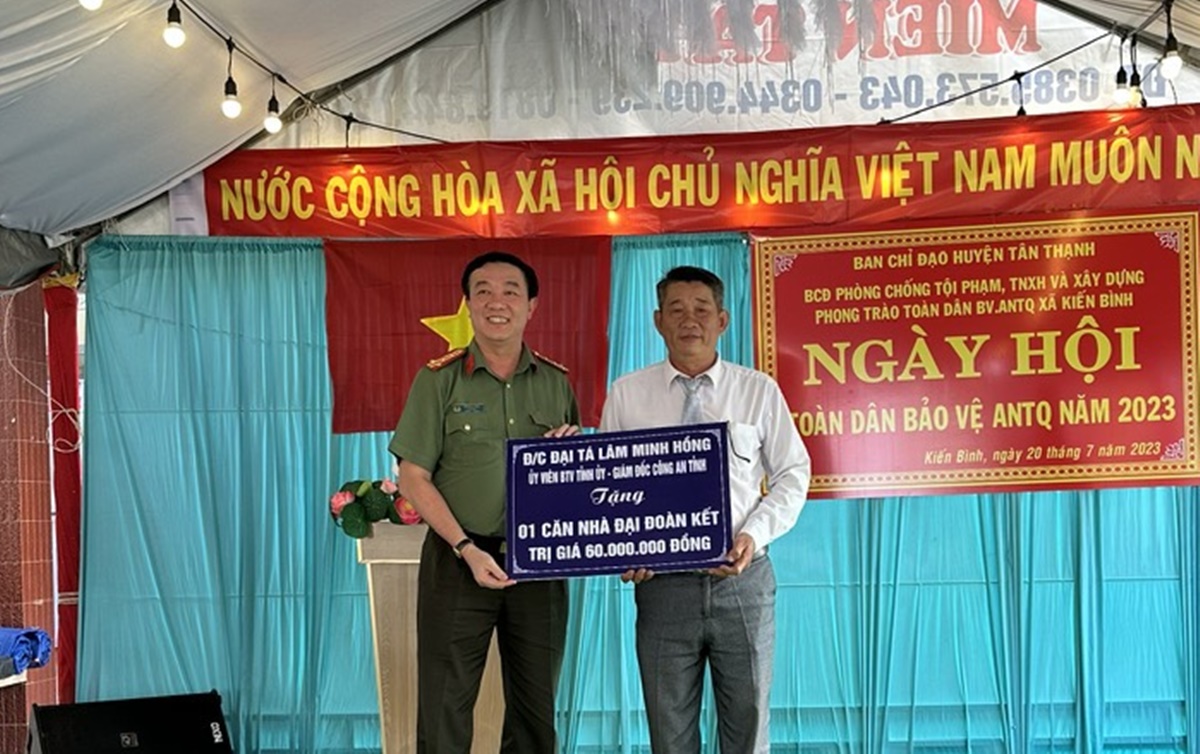 0385.573.043 - 0344.909.239
NƯỚC CỘNG HÒA XÃ HỘI CHỦ NGHĨA VIỆT NAM MUÔN N
BAN CHỈ ĐẠO HUYỆN TÂN THẠNH
BCĐ PHÒNG CHỐNG TỘI PHẠM, TNXH VÀ XÂY DỰNG
PHONG TRÀO TOÀN DÂN BV.ANTQ XÃ KIẾN BÌNH
NGÀY HỘI
TOÀN DÂN BẢO VỆ ANTQ NĂM 2023
Kiến Bình, ngày 20 tháng 7 năm 2023
Đ/C ĐẠI TÁ LÂM MINH HỒNG
ỦY VIÊN BTV TỈNH ỦY - GIÁM ĐỐC CÔNG AN TỈNH
Tặng
01 CĂN NHÀ ĐẠI ĐOÀN KẾT
TRỊ GIÁ 60.000.000 ĐỒNG